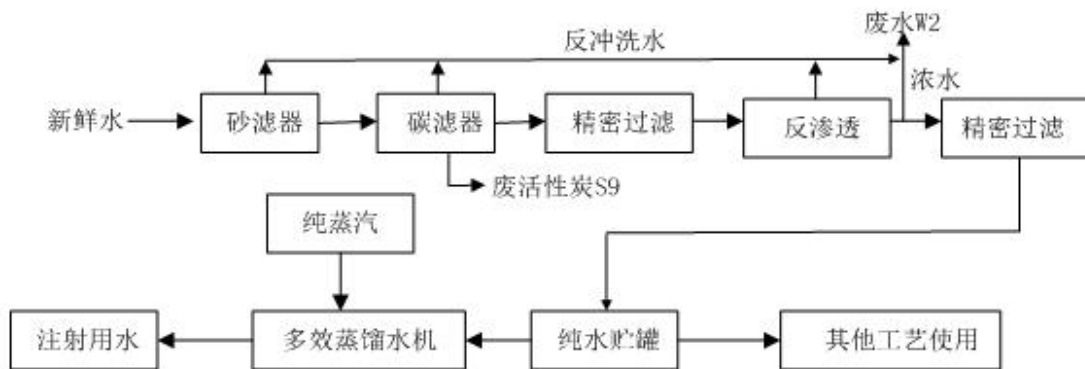 废水W2
反冲洗水
浓水
新鲜水
砂滤器
碳滤器
精密过滤
反渗透
精密过滤
废活性炭S9
纯蒸汽
注射用水
多效蒸馏水机
纯水贮罐
其他工艺使用